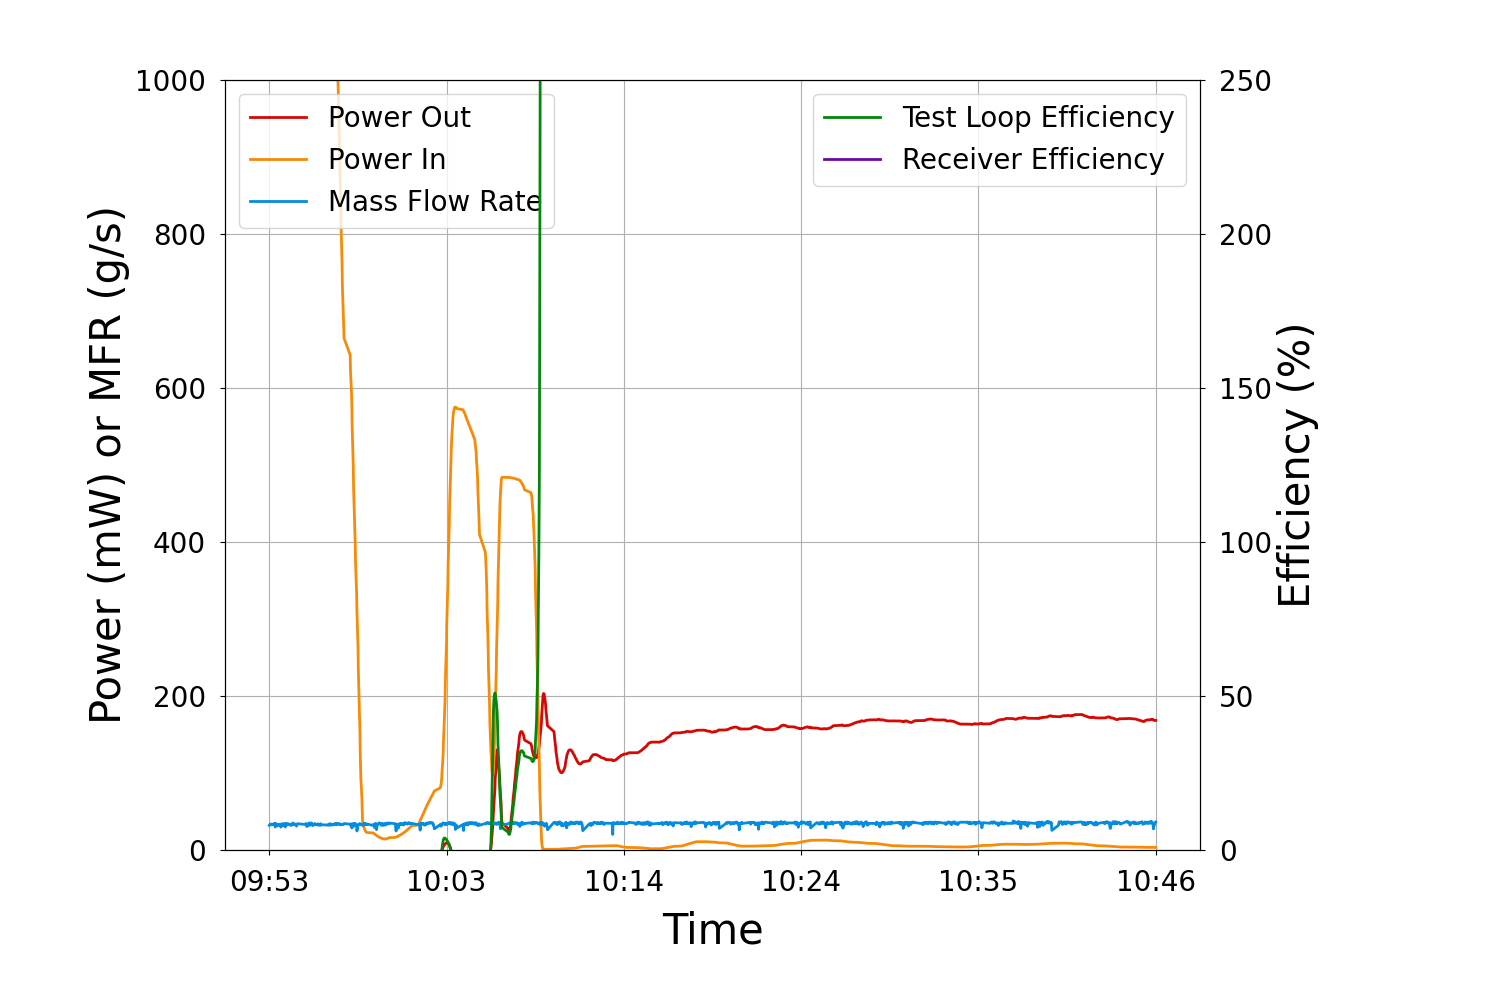 1000
800
600
400
200
0
Power (mW) or MFR (g/s)
Power Out
Power In
Mass Flow Rate
Test Loop Efficiency
Receiver Efficiency
250
200
150
100
50
0
Efficiency (%)
09:53
10:03
10:14
10:24
10:35
10:46
Time